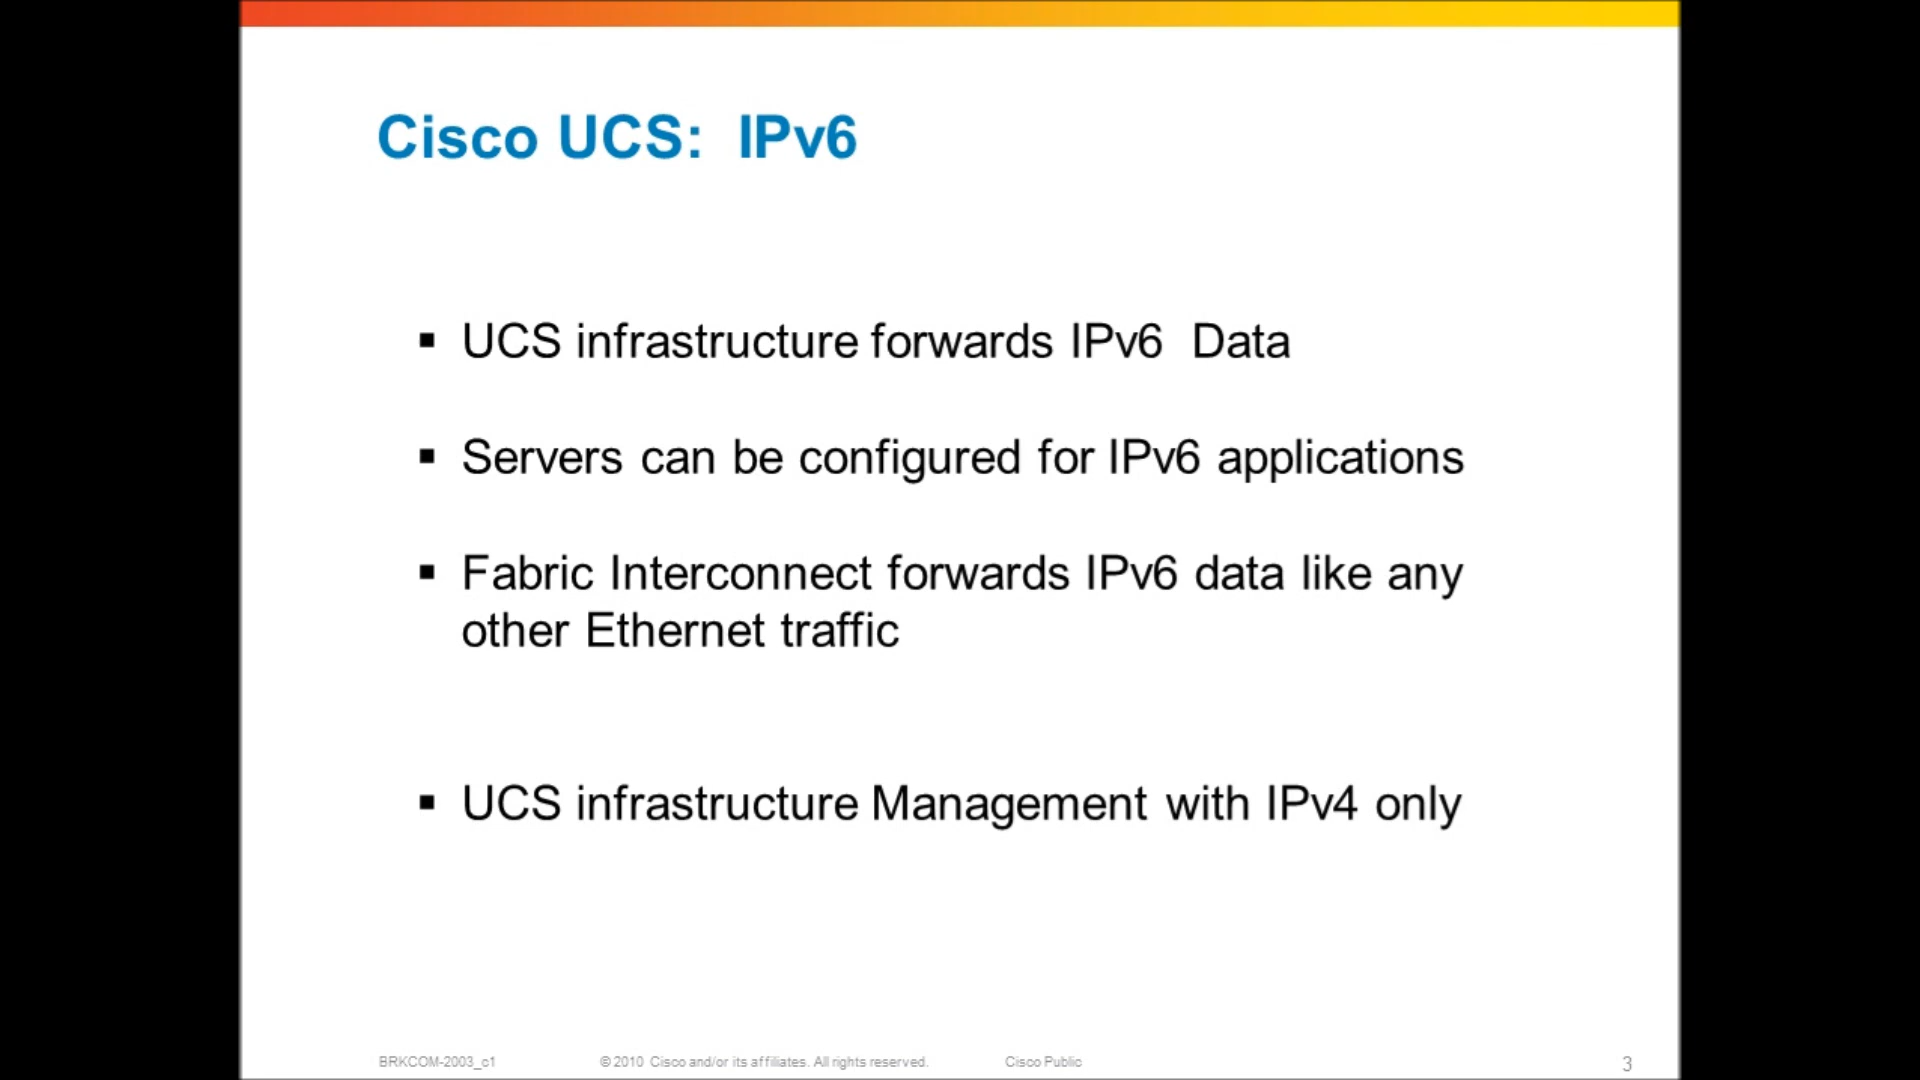 Cisco UCS:  IPv6
▪ UCS infrastructure forwards IPv6  Data
▪ Servers can be configured for IPv6 applications
▪ Fabric Interconnect forwards IPv6 data like any
other Ethernet traffic
▪ UCS infrastructure Management with IPv4 only
BRKCOM-2003_c1 © 2010 Cisco and/or its affiliates. All rights reserved. Cisco Public 3